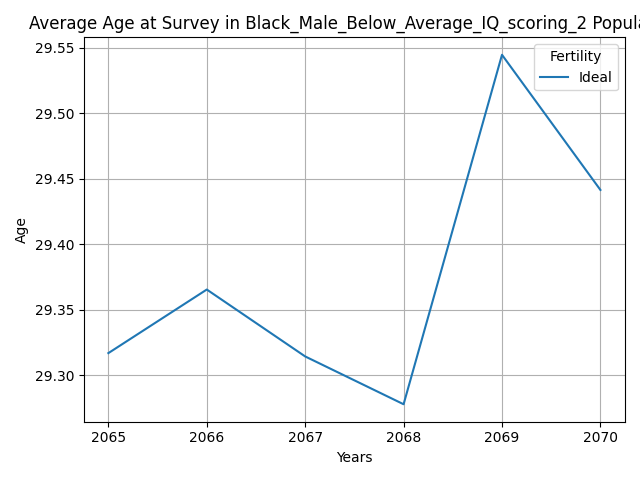 Average Age at Survey in Black_Male_Below_Average_IQ_scoring_2 Popula
Fertility
Ideal
29.55
29.50
29.45
29.40
29.35
29.30
Age
2065 2066 2067 2068 2069 2070
Years